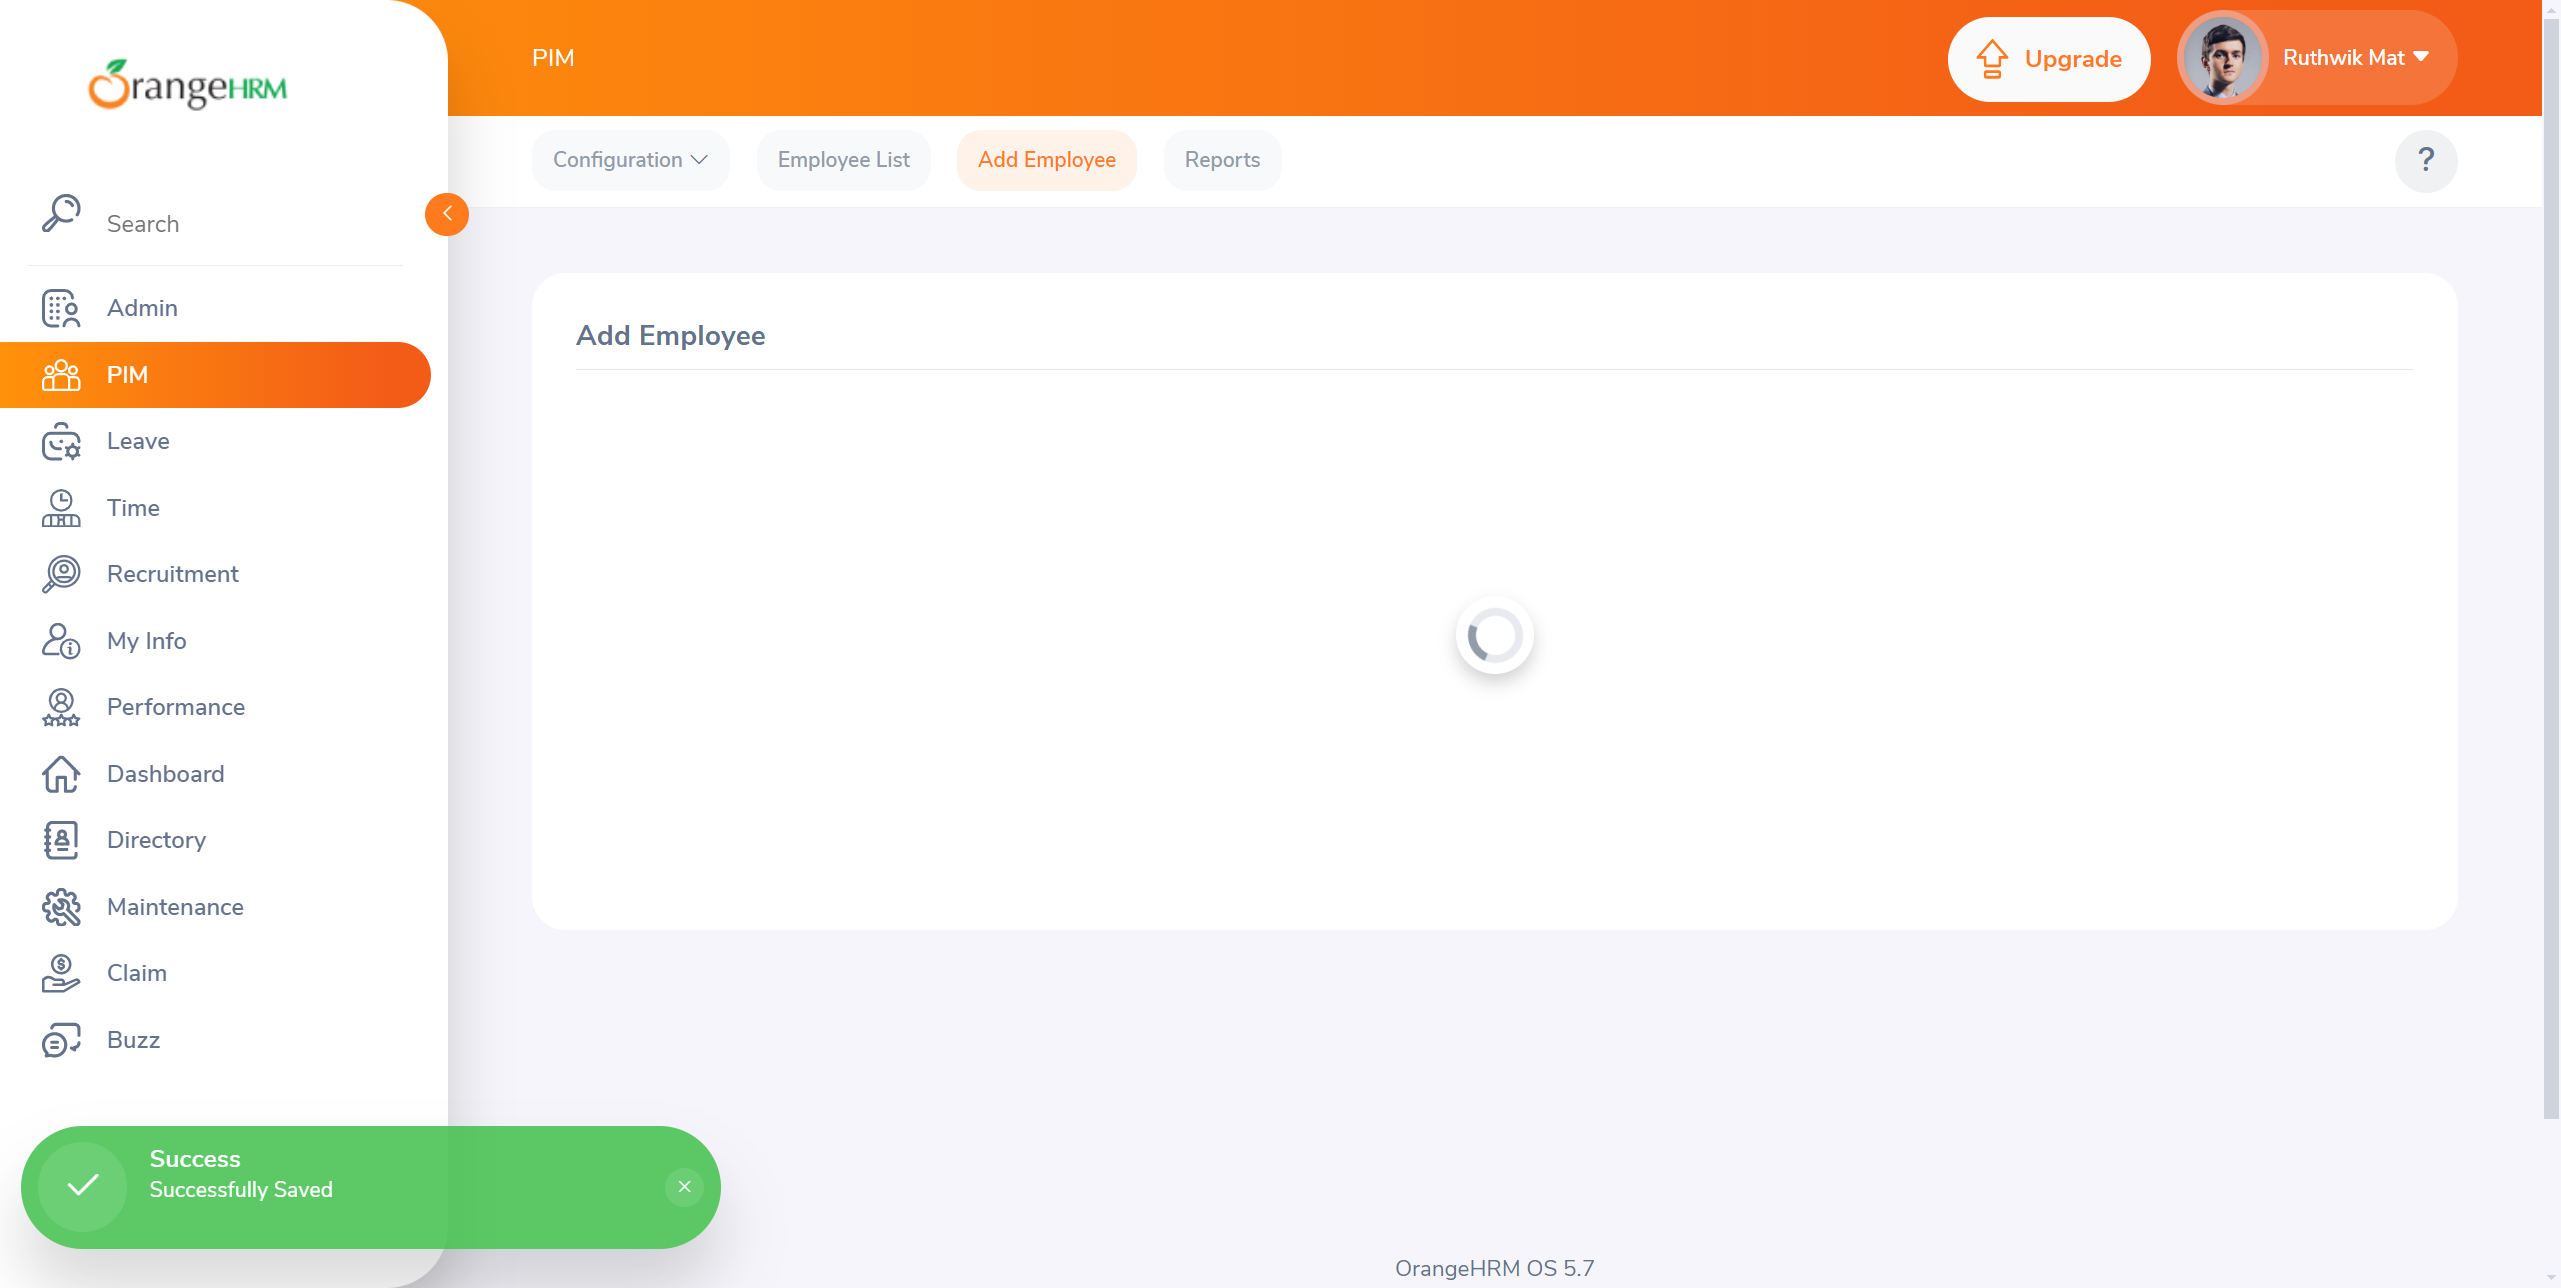 OrangeHRM
PIM
Upgrade
Ruthwik Mat
Configuration
Employee List
Add Employee
Reports
?
Search
Admin
PIM
Leave
Time
Recruitment
My Info
Performance
Dashboard
Directory
Maintenance
Claim
Buzz
Add Employee
Success
Successfully Saved
OrangeHRM OS 5.7